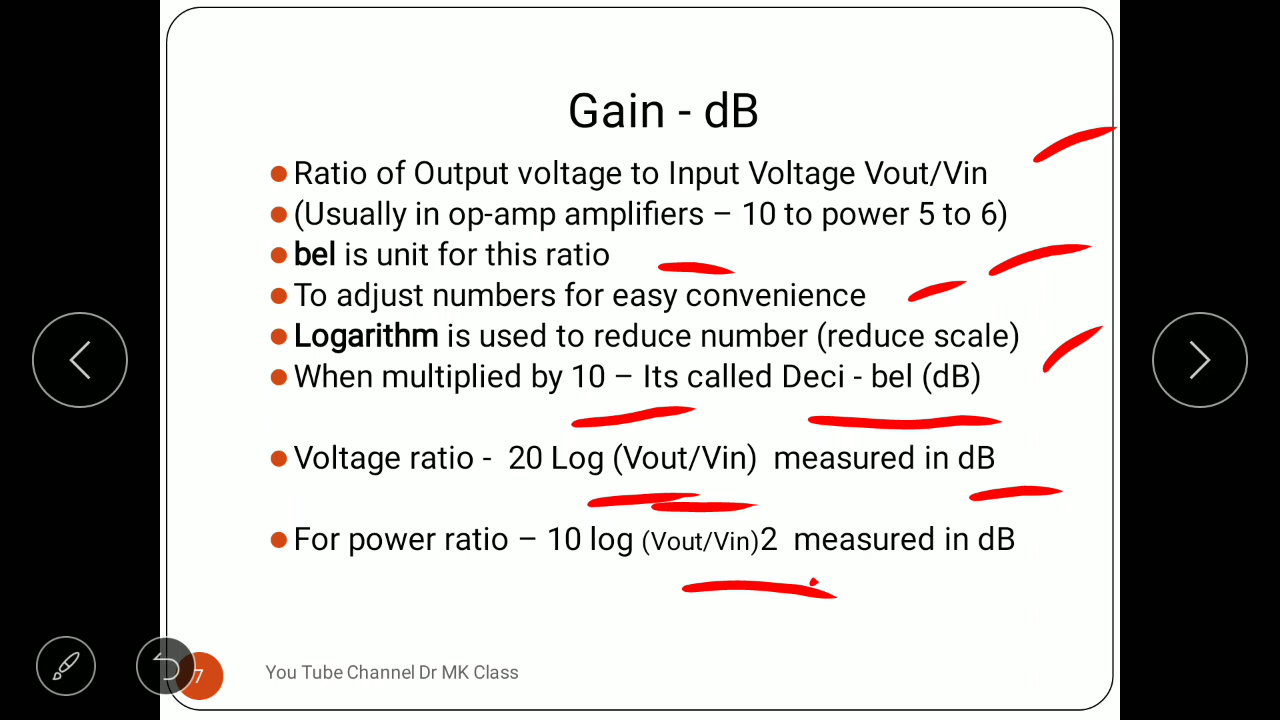 Gain - dB
Ratio of Output voltage to Input Voltage Vout/Vin
(Usually in op-amp amplifiers – 10 to power 5 to 6)
bel is unit for this ratio
To adjust numbers for easy convenience
Logarithm is used to reduce number (reduce scale)
When multiplied by 10 – Its called Deci - bel (dB)
Voltage ratio - 20 Log (Vout/Vin) measured in dB
For power ratio – 10 log (Vout/Vin)2 measured in dB
7
You Tube Channel Dr MK Class